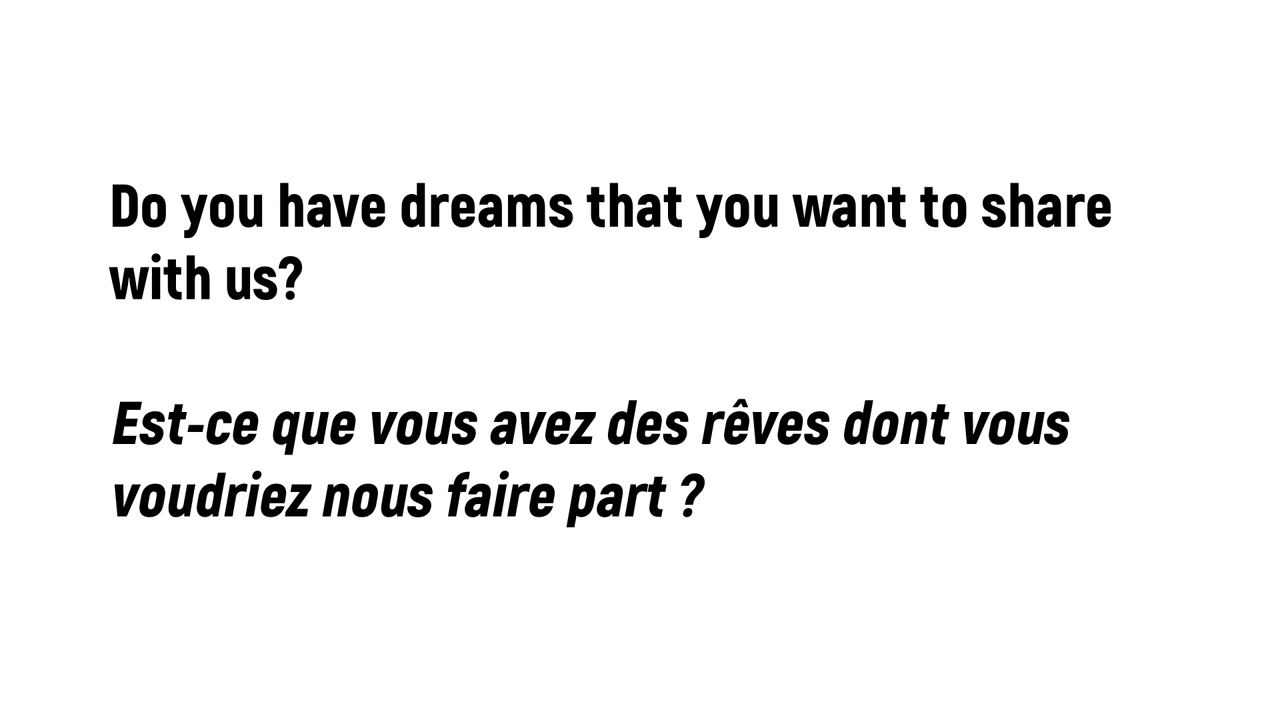 Do you have dreams that you want to share
with us?
Est-ce que vous avez des rêves dont vous
voudriez nous faire part ?